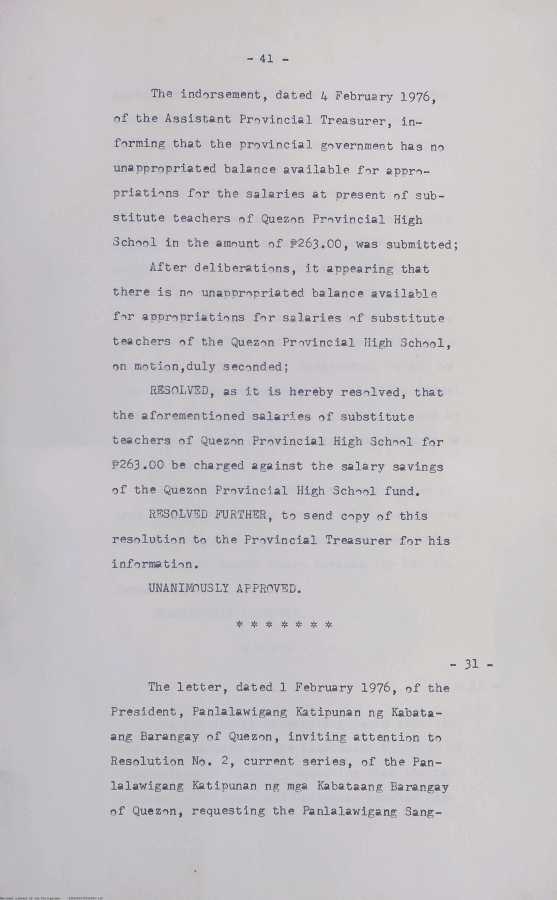 - 41 -
The indorsement, dated 4 February 1976,
of the Assistant Provincial Treasurer, in-
forming that the provincial government has no
unappropriated balance available for appro-
priations for the salaries at present of sub-
stitute teachers of Quezon Provincial High
School in the amount of ₱263.00, was submitted;
After deliberations, it appearing that
there is no unappropriated balance available
for appropriations for salaries of substitute
teachers of the Quezon Provincial High School,
on motion,duly seconded;
RESOLVED, as it is hereby resolved, that
the aforementioned salaries of substitute
teachers of Quezon Provincial High School for
₱263.00 be charged against the salary savings
of the Quezon Provincial High School fund.
RESOLVED FURTHER, to send copy of this
resolution to the Provincial Treasurer for his
information.
UNANIMOUSLY APPROVED.
* * * * * * *
- 31 -
The letter, dated 1 February 1976, of the
President, Panlalawigang Katipunan ng Kabata-
ang Barangay of Quezon, inviting attention to
Resolution No. 2, current series, of the Pan-
lalawigang Katipunan ng mga Kabataang Barangay
of Quezon, requesting the Panlalawigang Sang-